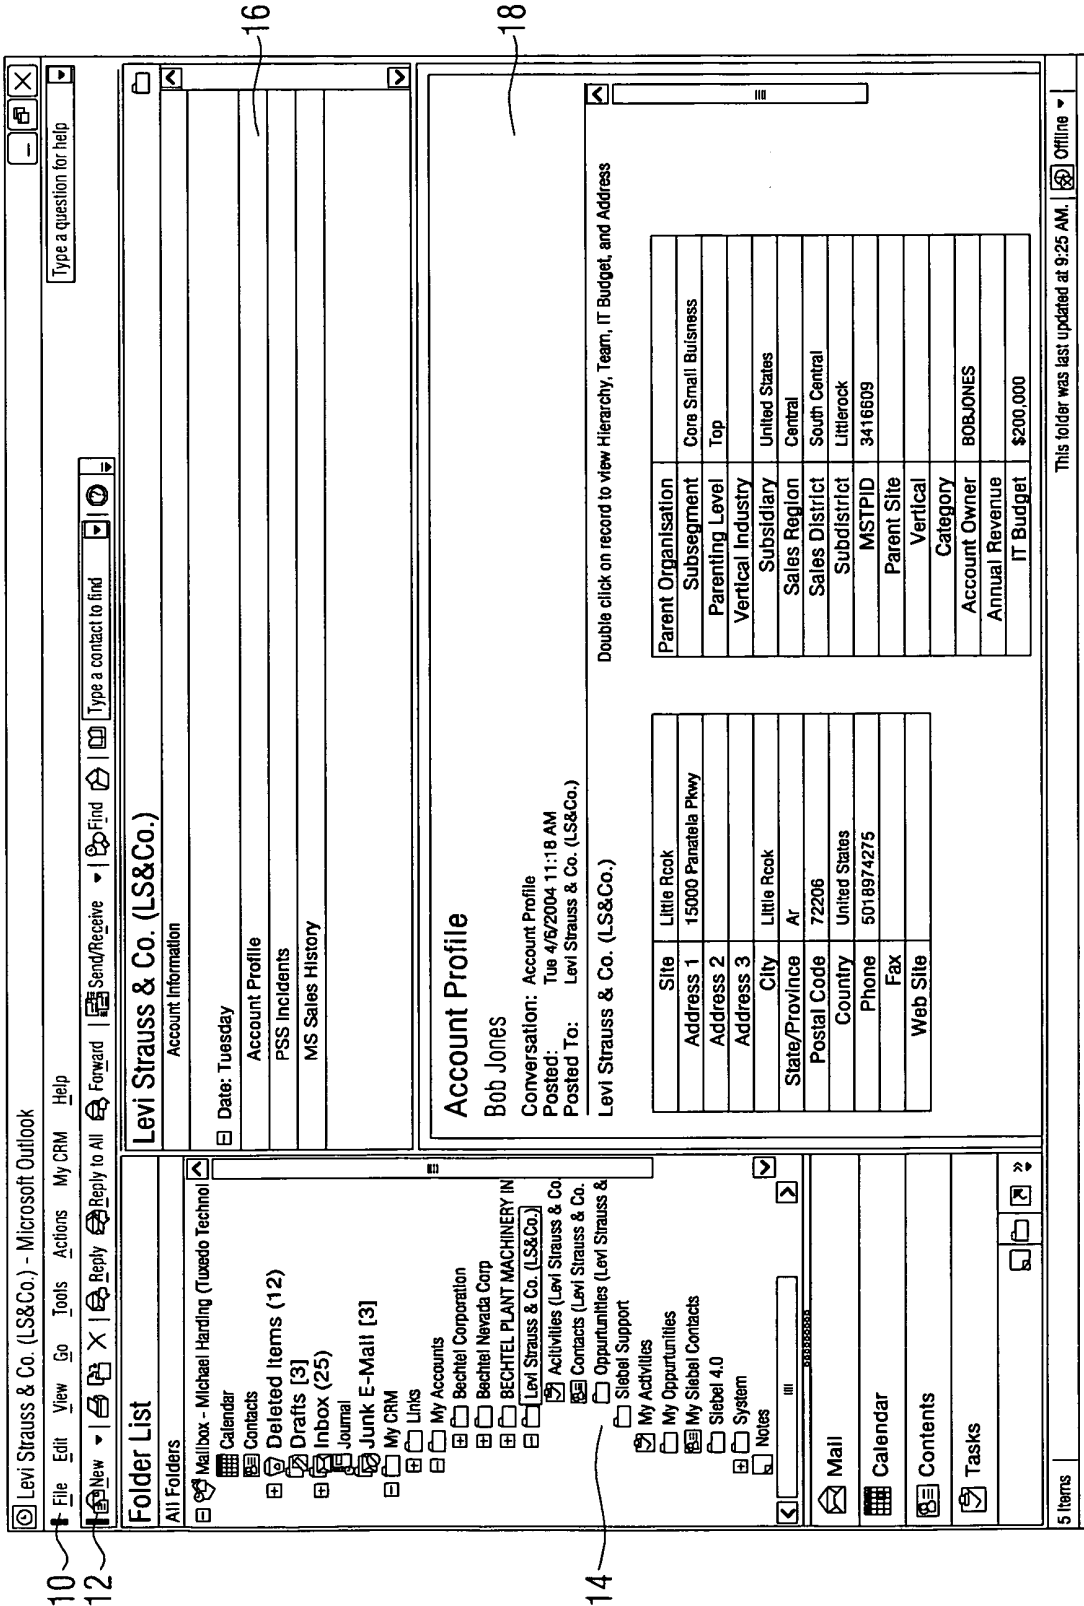 Levi Strauss & Co. (LS&Co.) - Microsoft Outlook
10
File Edit View Go Tools Actions My CRM Help
Type a question for help
12
New Reply Reply to All Forward Send/Receive Find Type a contact to find
Folder List
All Folders
Mailbox - Michael Harding (Tuxedo Technol
Calendar
Contacts
Deleted Items (12)
Drafts [3]
Inbox (25)
Journal
Junk E-Mail [3]
My CRM
Links
My Accounts
Bechtel Corporation
Bechtel Nevada Corp
BECHTEL PLANT MACHINERY IN
Levi Strauss & Co. (LS&Co.)
Acitivities (Levi Strauss & Co.
Contacts (Levi Strauss & Co.
Oppurtunities (Levi Strauss &
Siebel Support
My Activities
My Oppurtunities
My Siebel Contacts
Siebel 4.0
System
Notes
14
Mail
Calendar
Contents
Tasks
Levi Strauss & Co. (LS&Co.)
Account Information
Date: Tuesday
Account Profile
PSS Incidents
MS Sales History
16
18
Account Profile
Bob Jones
Conversation: Account Profile
Posted: Tue 4/6/2004 11:18 AM
Posted To: Levi Strauss & Co. (LS&Co.)
Levi Strauss & Co. (LS&Co.) Double click on record to view Hierarchy, Team, IT Budget, and Address
Site Little Rcok
Address 1 15000 Panatela Pkwy
Address 2
Address 3
City Little Rcok
State/Province Ar
Postal Code 72206
Country United States
Phone 5018974275
Fax
Web Site
Parent Organisation
Subsegment Core Small Buisness
Parenting Level Top
Vertical Industry
Subsidiary United States
Sales Region Central
Sales District South Central
Subdistrict Littlerock
MSTPID 3416609
Parent Site
Vertical
Category
Account Owner BOBJONES
Annual Revenue
IT Budget $200,000
5 Items
This folder was last updated at 9:25 AM. Offline